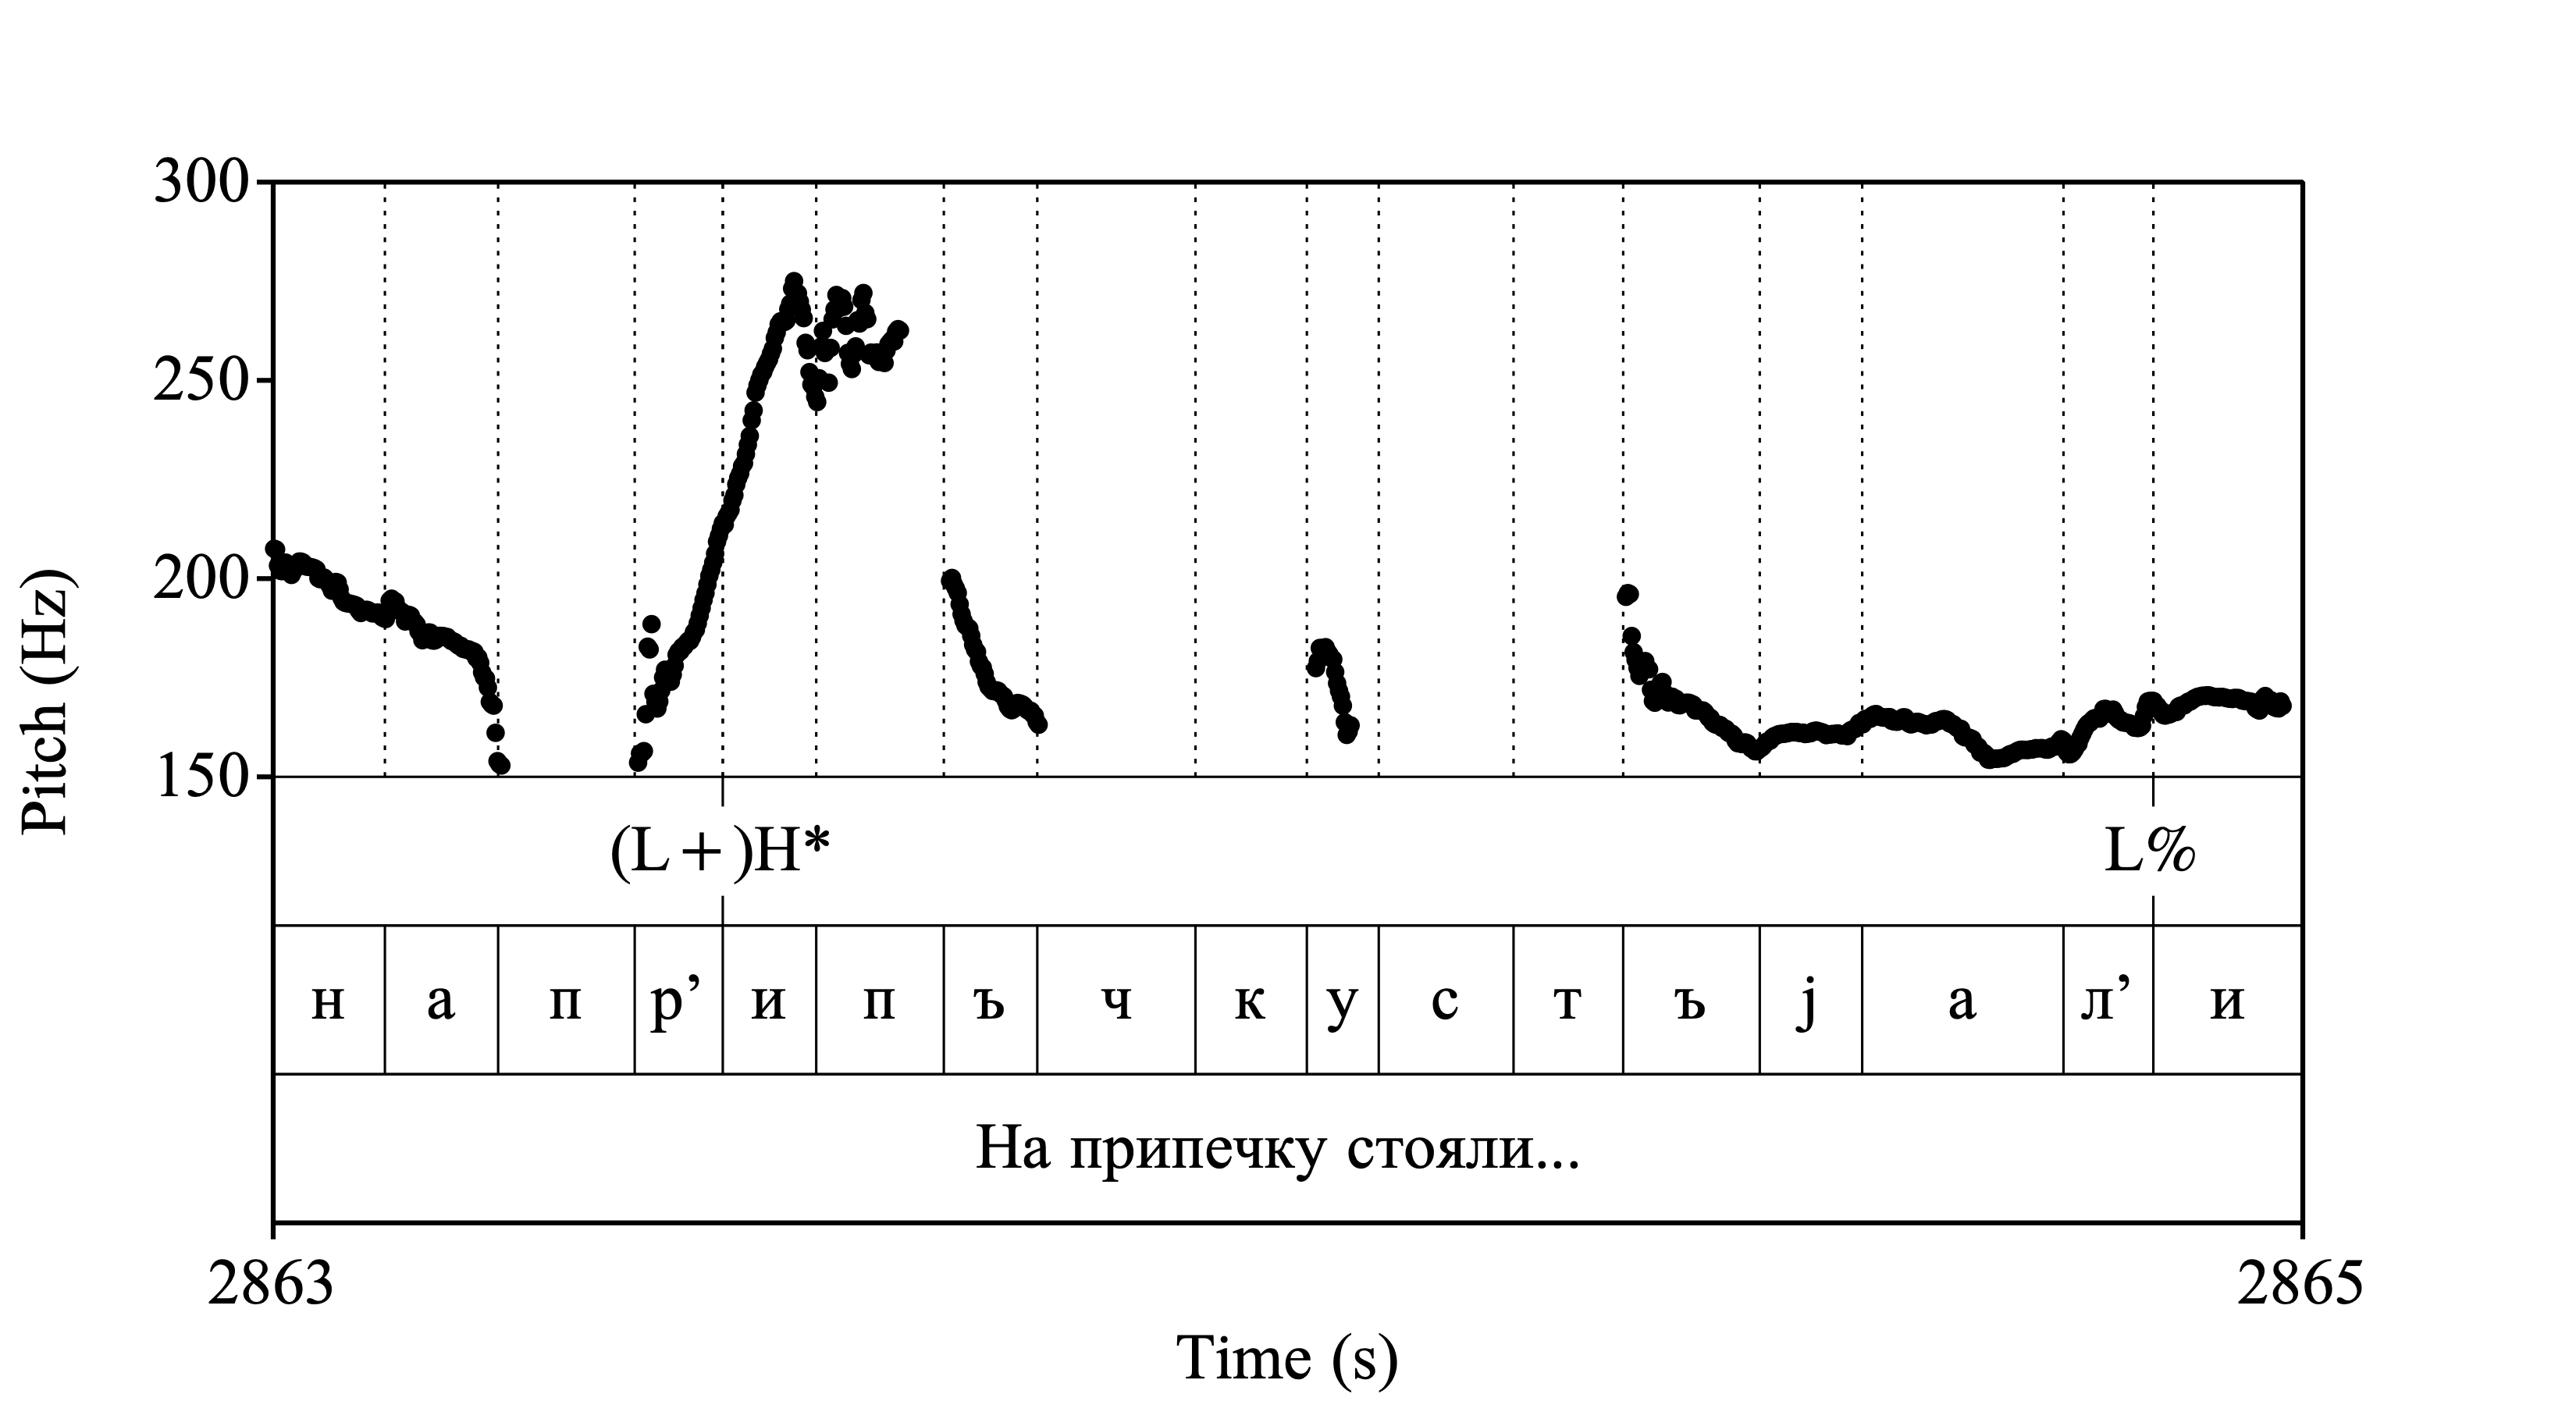 300
250
200
150
Pitch (Hz)
(L+)H* L%
н а п р’ и п ъ ч к у с т ъ j а л’ и
На припечку стояли...
2863 2865
Time (s)